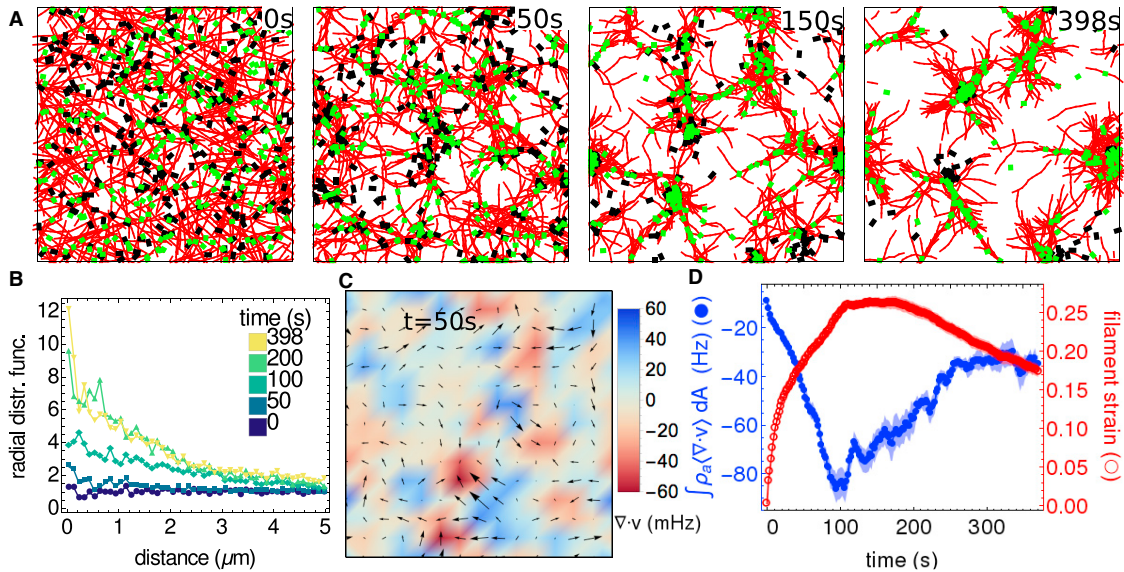 A
0s
50s
150s
398s
B
radial distr. func.
12
10
8
6
4
2
0
time (s)
398
200
100
50
0
0 1 2 3 4 5
distance (µm)
C
t=50s
60
40
20
0
−20
−40
−60
∇·v (mHz)
D
∫ ρa⟨∇·v⟩ dA (Hz) (●)
−20
−40
−60
−80
0 100 200 300
time (s)
0.25
0.20
0.15
0.10
0.05
0.00
filament strain (○)